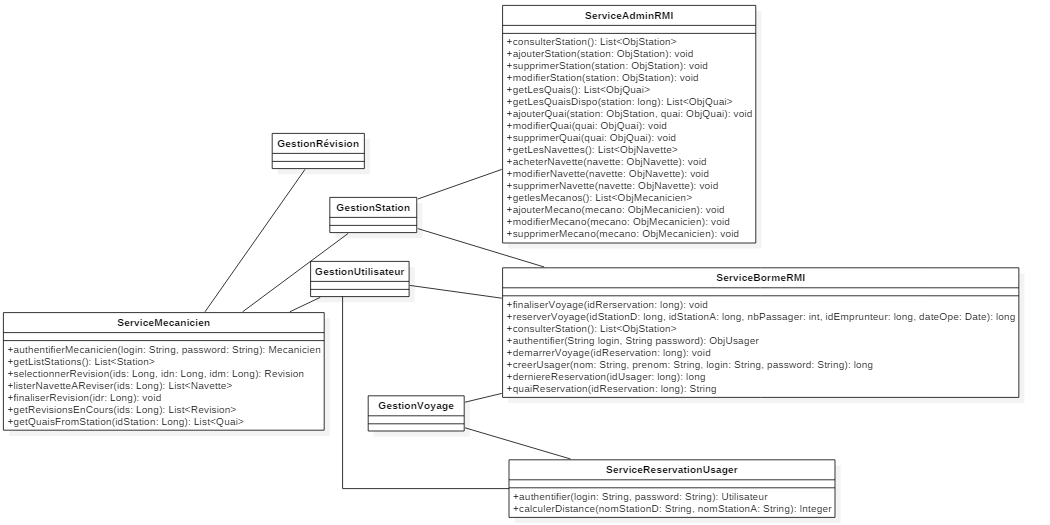 ServiceAdminRMI
+consulterStation(): List<ObjStation>
+ajouterStation(station: ObjStation): void
+supprimerStation(station: ObjStation): void
+modifierStation(station: ObjStation): void
+getLesQuais(): List<ObjQuai>
+getLesQuaisDispo(station: long): List<ObjQuai>
+ajouterQuai(station: ObjStation, quai: ObjQuai): void
+modifierQuai(quai: ObjQuai): void
+supprimerQuai(quai: ObjQuai): void
+getLesNavettes(): List<ObjNavette>
+acheterNavette(navette: ObjNavette): void
+modifierNavette(navette: ObjNavette): void
+supprimerNavette(navette: ObjNavette): void
+getlesMecanos(): List<ObjMecanicien>
+ajouterMecano(mecano: ObjMecanicien): void
+modifierMecano(mecano: ObjMecanicien): void
+supprimerMecano(mecano: ObjMecanicien): void
GestionRévision
GestionStation
GestionUtilisateur
ServiceBormeRMI
+finaliserVoyage(idRerservation: long): void
+reserverVoyage(idStationD: long, idStationA: long, nbPassager: int, idEmprunteur: long, dateOpe: Date): long
+consulterStation(): List<ObjStation>
+authentifier(String login, String password): ObjUsager
+demarrerVoyage(idReservation: long): void
+creerUsager(nom: String, prenom: String, login: String, password: String): long
+derniereReservation(idUsager: long): long
+quaiReservation(idReservation: long): String
ServiceMecanicien
+authentifierMecanicien(login: String, password: String): Mecanicien
+getListStations(): List<Station>
+selectionnerRevision(ids: Long, idn: Long, idm: Long): Revision
+listerNavetteAReviser(ids: Long): List<Navette>
+finaliserRevision(idr: Long): void
+getRevisionsEnCours(ids: Long): List<Revision>
+getQuaisFromStation(idStation: Long): List<Quai>
GestionVoyage
ServiceReservationUsager
+authentifier(login: String, password: String): Utilisateur
+calculerDistance(nomStationD: String, nomStationA: String): Integer